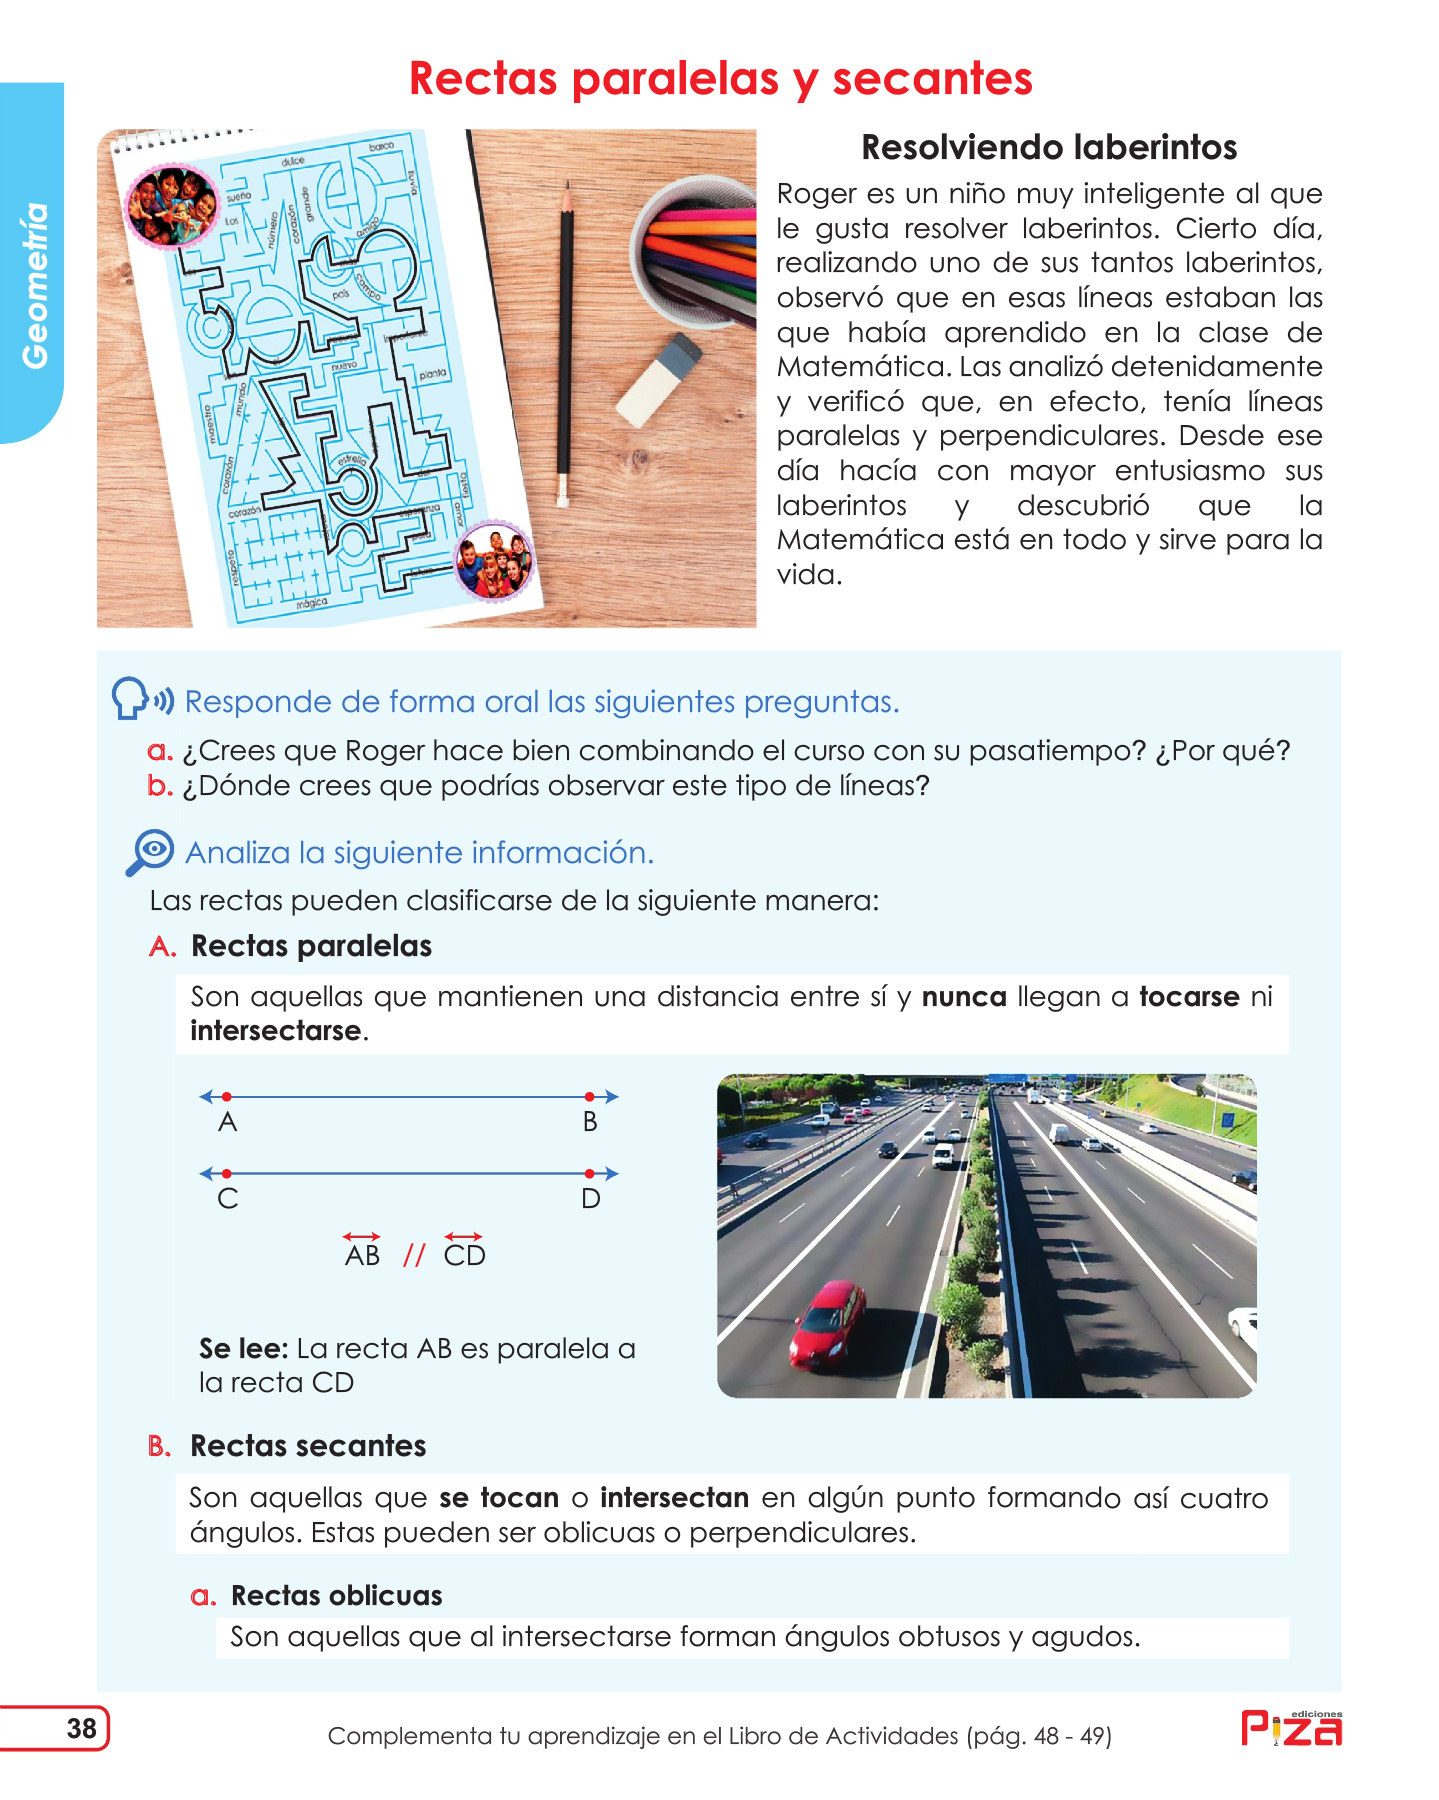 Rectas paralelas y secantes
Geometría
dulce
barco
lluvia
sueño
Los
número
corazón
grande
amigo
más
país
campo
nuevo
planta
mundo
maestro
corazón
estrella
fiesta
corazón
amor
respeto
mágica
Resolviendo laberintos
Roger es un niño muy inteligente al que
le gusta resolver laberintos. Cierto día,
realizando uno de sus tantos laberintos,
observó que en esas líneas estaban las
que había aprendido en la clase de
Matemática. Las analizó detenidamente
y verificó que, en efecto, tenía líneas
paralelas y perpendiculares. Desde ese
día hacía con mayor entusiasmo sus
laberintos y descubrió que la
Matemática está en todo y sirve para la
vida.
Responde de forma oral las siguientes preguntas.
a. ¿Crees que Roger hace bien combinando el curso con su pasatiempo? ¿Por qué?
b. ¿Dónde crees que podrías observar este tipo de líneas?
Analiza la siguiente información.
Las rectas pueden clasificarse de la siguiente manera:
A. Rectas paralelas
Son aquellas que mantienen una distancia entre sí y nunca llegan a tocarse ni
intersectarse.
A B
C D
AB // CD
Se lee: La recta AB es paralela a
la recta CD
B. Rectas secantes
Son aquellas que se tocan o intersectan en algún punto formando así cuatro
ángulos. Estas pueden ser oblicuas o perpendiculares.
a. Rectas oblicuas
Son aquellas que al intersectarse forman ángulos obtusos y agudos.
38
Complementa tu aprendizaje en el Libro de Actividades (pág. 48 - 49)
ediciones
Piza